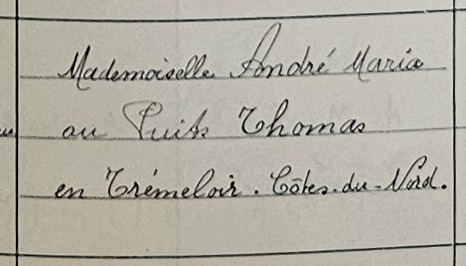 Mademoiselle André Maria
au Puits Thomas
en Trémeloir. Côtes-du-Nord.